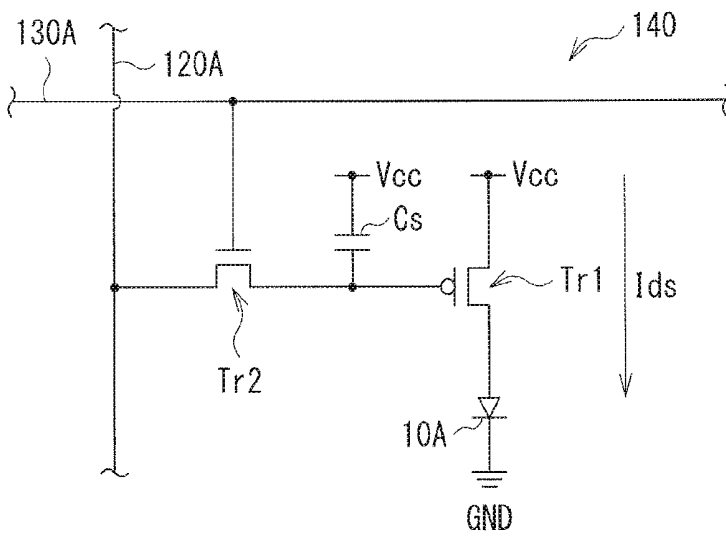 130A
120A
140
Vcc
Vcc
Cs
Tr1
Ids
Tr2
10A
GND